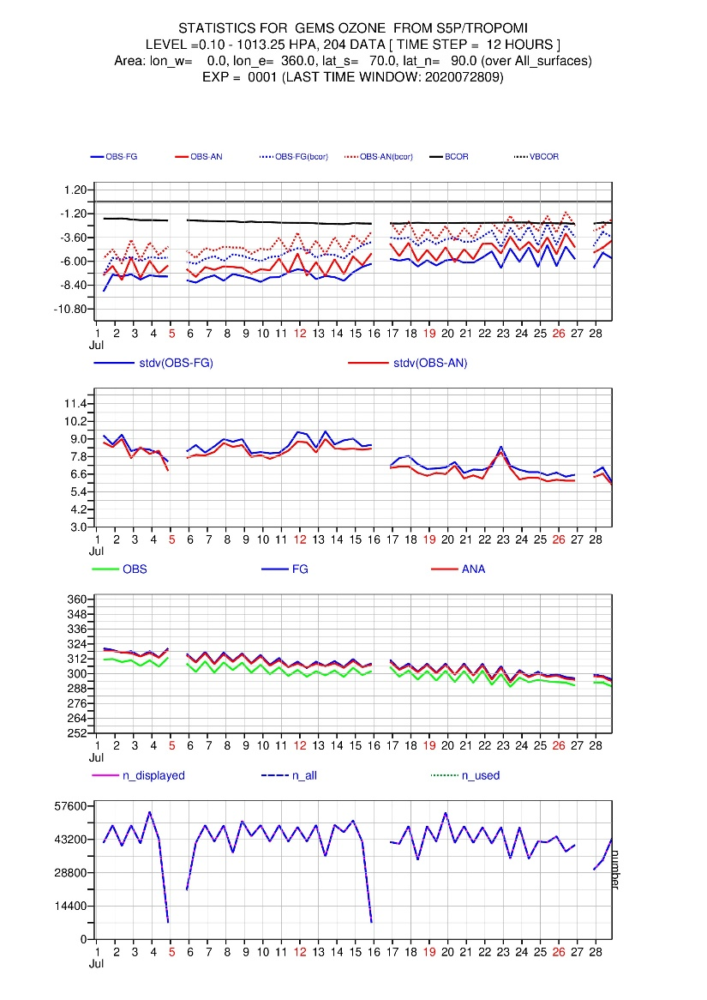 STATISTICS FOR GEMS OZONE FROM S5P/TROPOMI
LEVEL =0.10 - 1013.25 HPA, 204 DATA [ TIME STEP = 12 HOURS ]
Area: lon_w= 0.0, lon_e= 360.0, lat_s= 70.0, lat_n= 90.0 (over All_surfaces)
EXP = 0001 (LAST TIME WINDOW: 2020072809)
OBS-FG OBS-AN OBS-FG(bcor) OBS-AN(bcor) BCOR VBCOR
1.20
-1.20
-3.60
-6.00
-8.40
-10.80
1 2 3 4 5 6 7 8 9 10 11 12 13 14 15 16 17 18 19 20 21 22 23 24 25 26 27 28
Jul
stdv(OBS-FG) stdv(OBS-AN)
11.4
10.2
9.0
7.8
6.6
5.4
4.2
3.0
1 2 3 4 5 6 7 8 9 10 11 12 13 14 15 16 17 18 19 20 21 22 23 24 25 26 27 28
Jul
OBS FG ANA
360
348
336
324
312
300
288
276
264
252
1 2 3 4 5 6 7 8 9 10 11 12 13 14 15 16 17 18 19 20 21 22 23 24 25 26 27 28
Jul
n_displayed n_all n_used
57600
43200
28800
14400
0
number
1 2 3 4 5 6 7 8 9 10 11 12 13 14 15 16 17 18 19 20 21 22 23 24 25 26 27 28
Jul